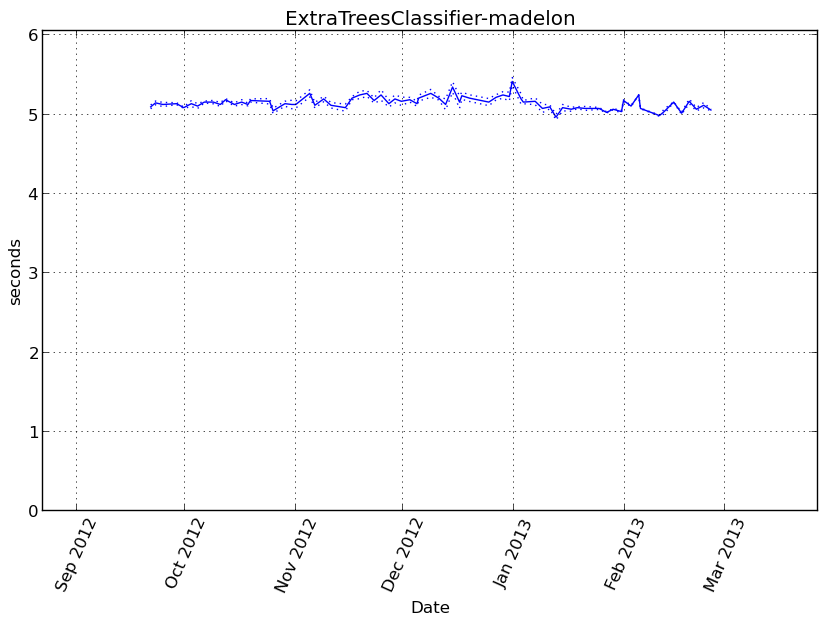 ExtraTreesClassifier-madelon
6
5
4
3
2
1
0
seconds
Sep 2012
Oct 2012
Nov 2012
Dec 2012
Jan 2013
Feb 2013
Mar 2013
Date